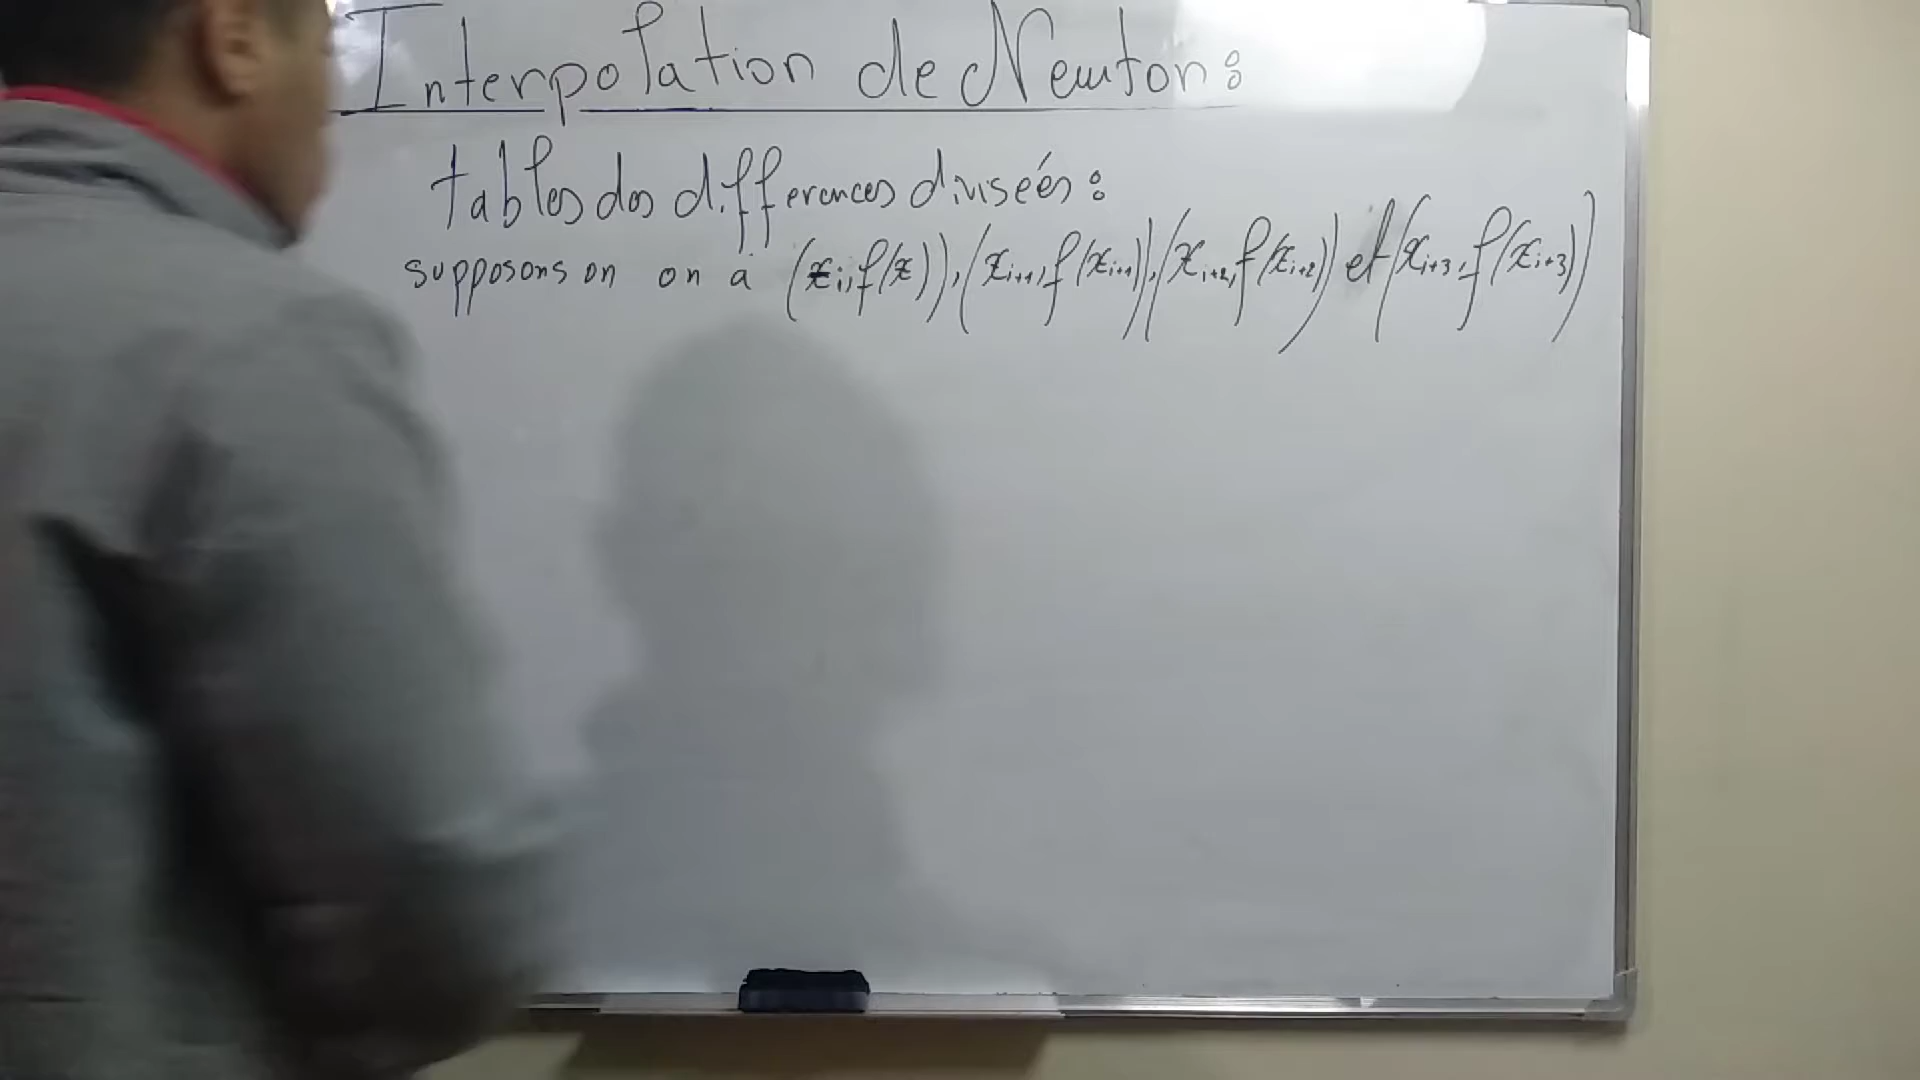 Interpolation de Newton:
tables des differences diviseés:
supposons on on a (xi,f(x)),(xi+1,f(xi+1)),(xi+2,f(xi+2)) et (xi+3,f(xi+3))